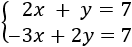 2x + y = 7
-3x + 2y = 7